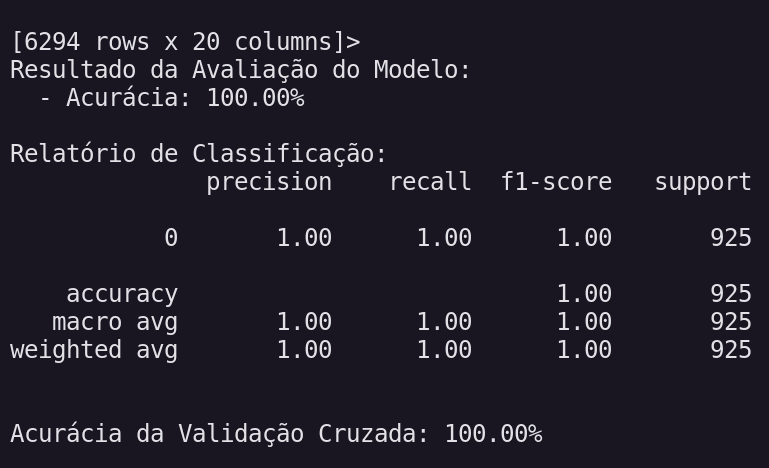 [6294 rows x 20 columns]>
Resultado da Avaliação do Modelo:
  - Acurácia: 100.00%

Relatório de Classificação:
              precision    recall  f1-score   support

           0       1.00      1.00      1.00       925

    accuracy                           1.00       925
   macro avg       1.00      1.00      1.00       925
weighted avg       1.00      1.00      1.00       925


Acurácia da Validação Cruzada: 100.00%